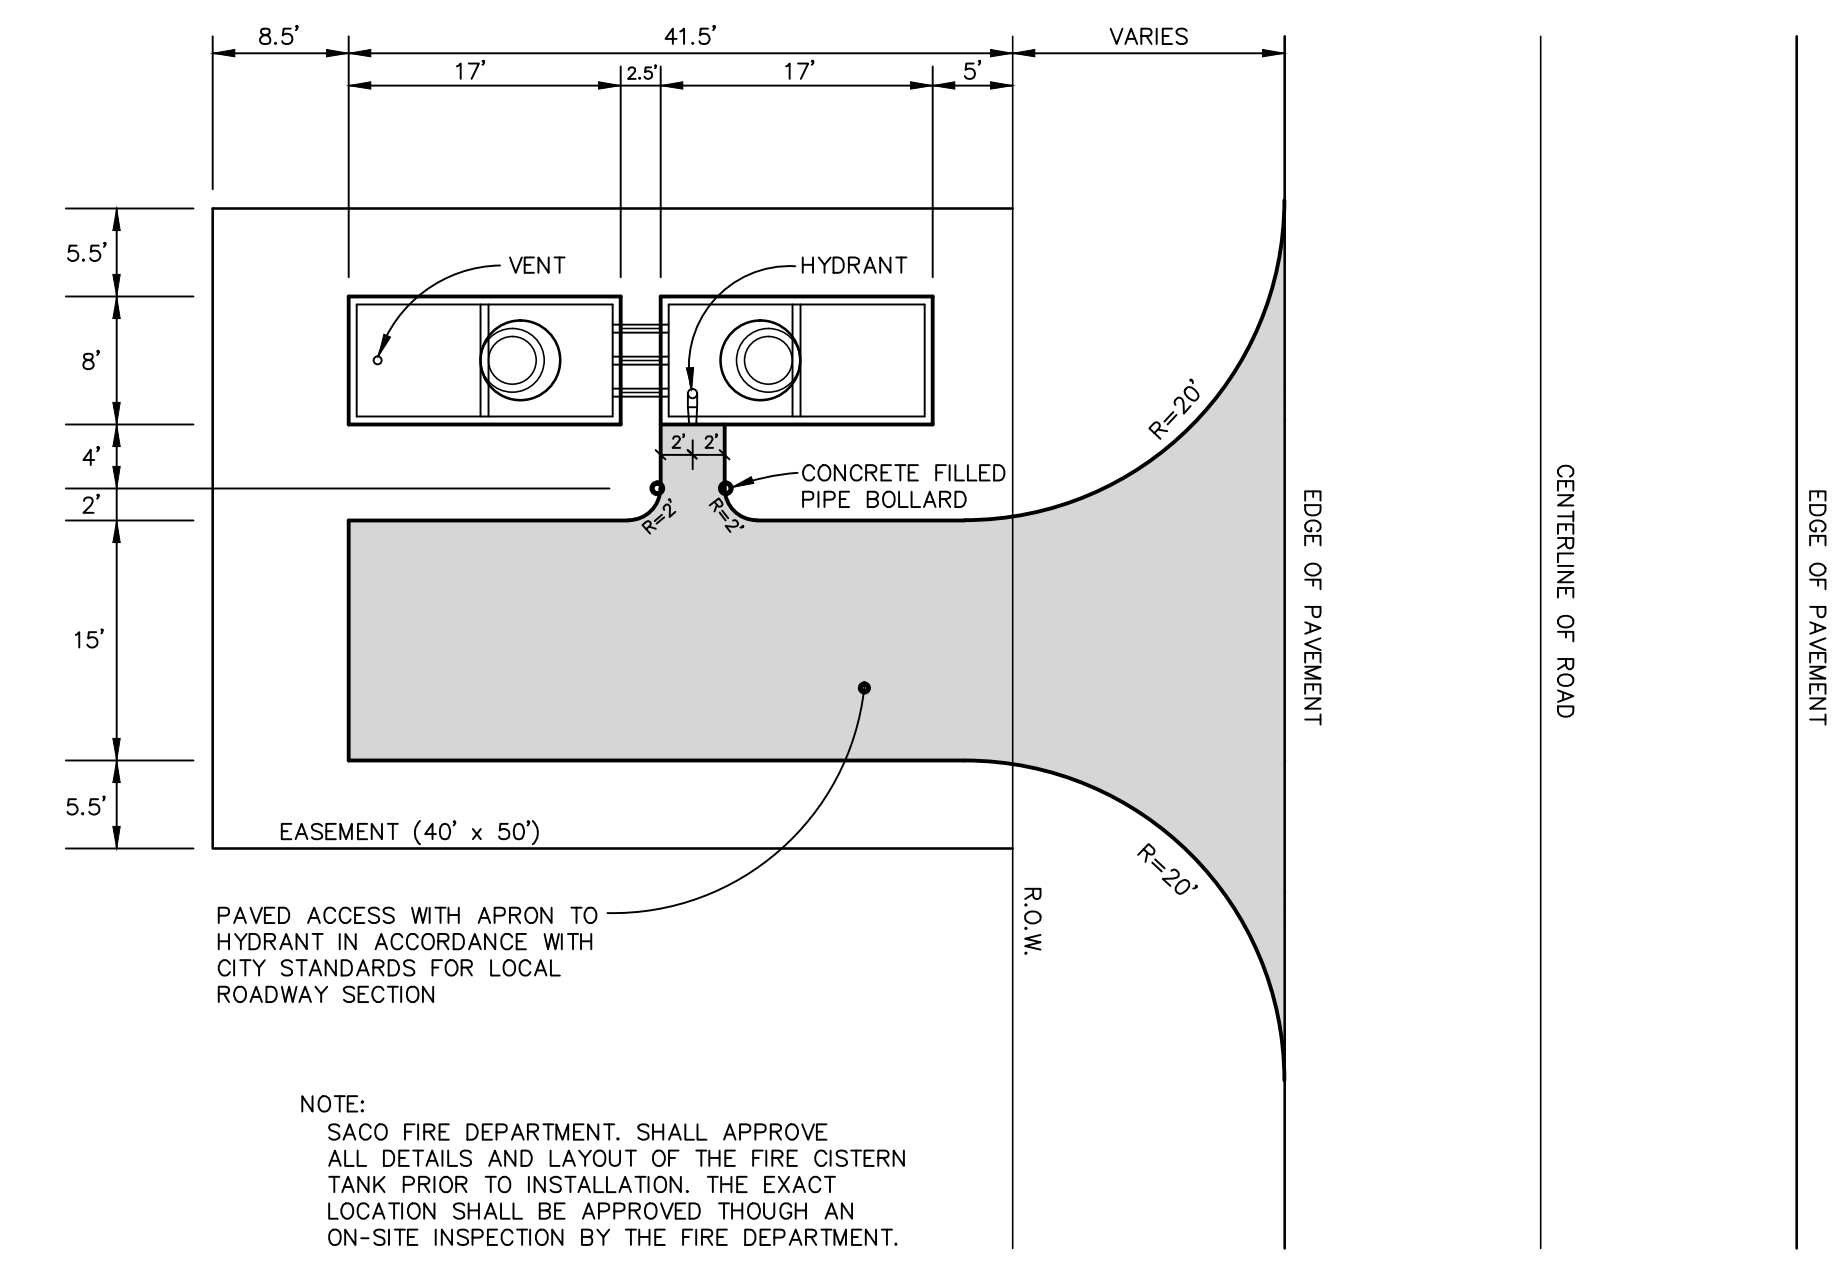 8.5'
41.5'
VARIES
17'
2.5'
17'
5'
5.5'
VENT
HYDRANT
8'
R=20'
2'
2'
4'
CONCRETE FILLED
PIPE BOLLARD
2'
R=2'
R=2'
EDGE OF PAVEMENT
CENTERLINE OF ROAD
EDGE OF PAVEMENT
15'
5.5'
EASEMENT (40' x 50')
R=20'
R.O.W.
PAVED ACCESS WITH APRON TO
HYDRANT IN ACCORDANCE WITH
CITY STANDARDS FOR LOCAL
ROADWAY SECTION
NOTE:
SACO FIRE DEPARTMENT. SHALL APPROVE
ALL DETAILS AND LAYOUT OF THE FIRE CISTERN
TANK PRIOR TO INSTALLATION. THE EXACT
LOCATION SHALL BE APPROVED THOUGH AN
ON-SITE INSPECTION BY THE FIRE DEPARTMENT.